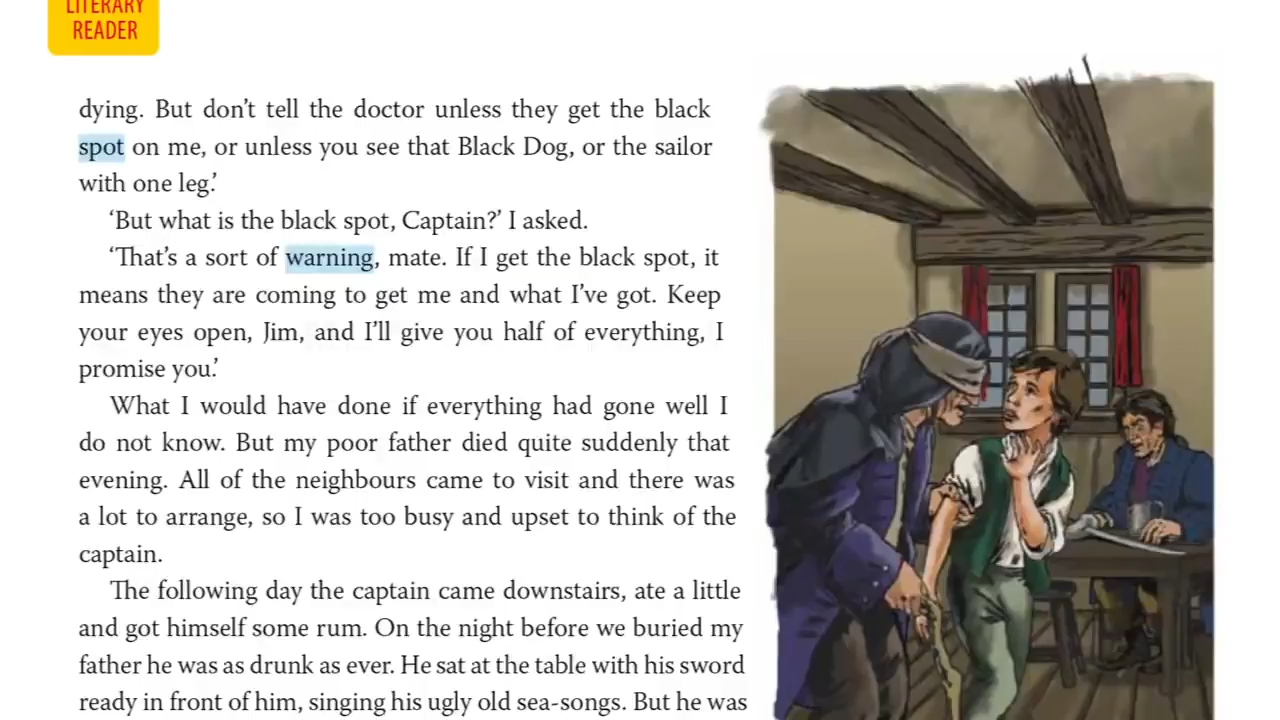 LITERARY
READER
dying. But don't tell the doctor unless they get the black
spot on me, or unless you see that Black Dog, or the sailor
with one leg.'
‘But what is the black spot, Captain?’ I asked.
‘That's a sort of warning, mate. If I get the black spot, it
means they are coming to get me and what I've got. Keep
your eyes open, Jim, and I'll give you half of everything, I
promise you.'
What I would have done if everything had gone well I
do not know. But my poor father died quite suddenly that
evening. All of the neighbours came to visit and there was
a lot to arrange, so I was too busy and upset to think of the
captain.
The following day the captain came downstairs, ate a little
and got himself some rum. On the night before we buried my
father he was as drunk as ever. He sat at the table with his sword
ready in front of him, singing his ugly old sea-songs. But he was